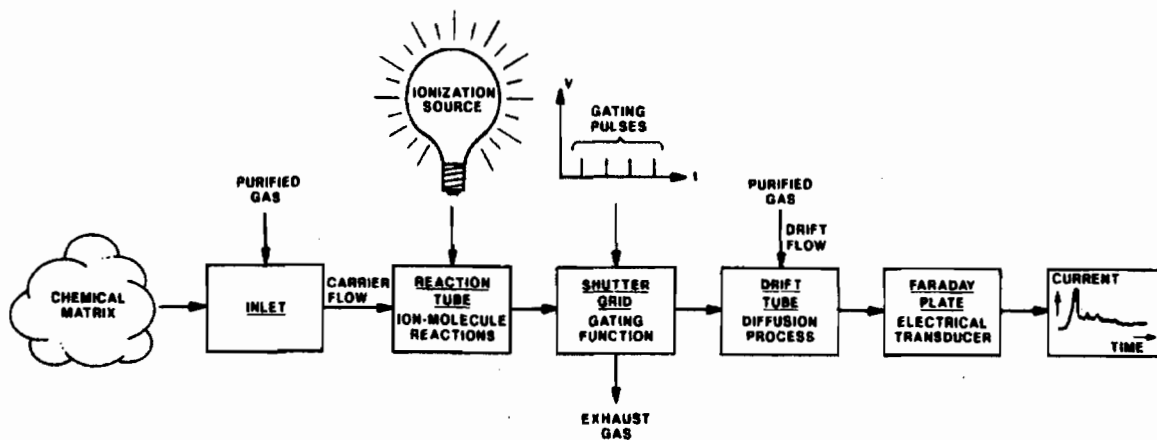 IONIZATION
SOURCE
V
GATING
PULSES
t
PURIFIED
GAS
PURIFIED
GAS
DRIFT
FLOW
CHEMICAL
MATRIX
INLET
CARRIER
FLOW
REACTION
TUBE
ION-MOLECULE
REACTIONS
SHUTTER
GRID
GATING
FUNCTION
DRIFT
TUBE
DIFFUSION
PROCESS
FARADAY
PLATE
ELECTRICAL
TRANSDUCER
CURRENT
TIME
EXHAUST
GAS